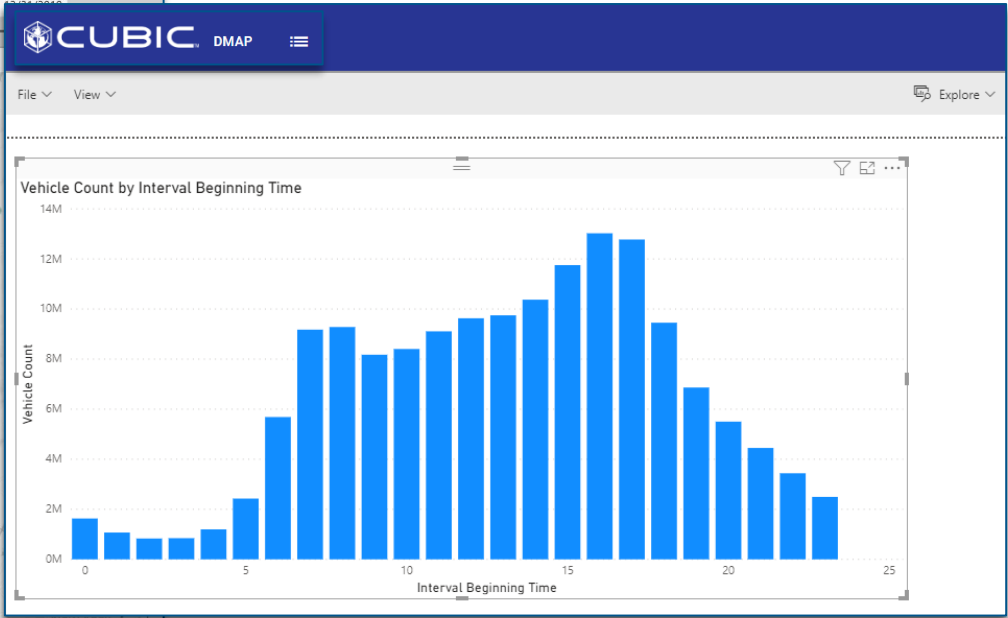 CUBIC DMAP
File View Explore
Vehicle Count by Interval Beginning Time
14M
12M
10M
8M
6M
4M
2M
0M
Vehicle Count
0 5 10 15 20 25
Interval Beginning Time